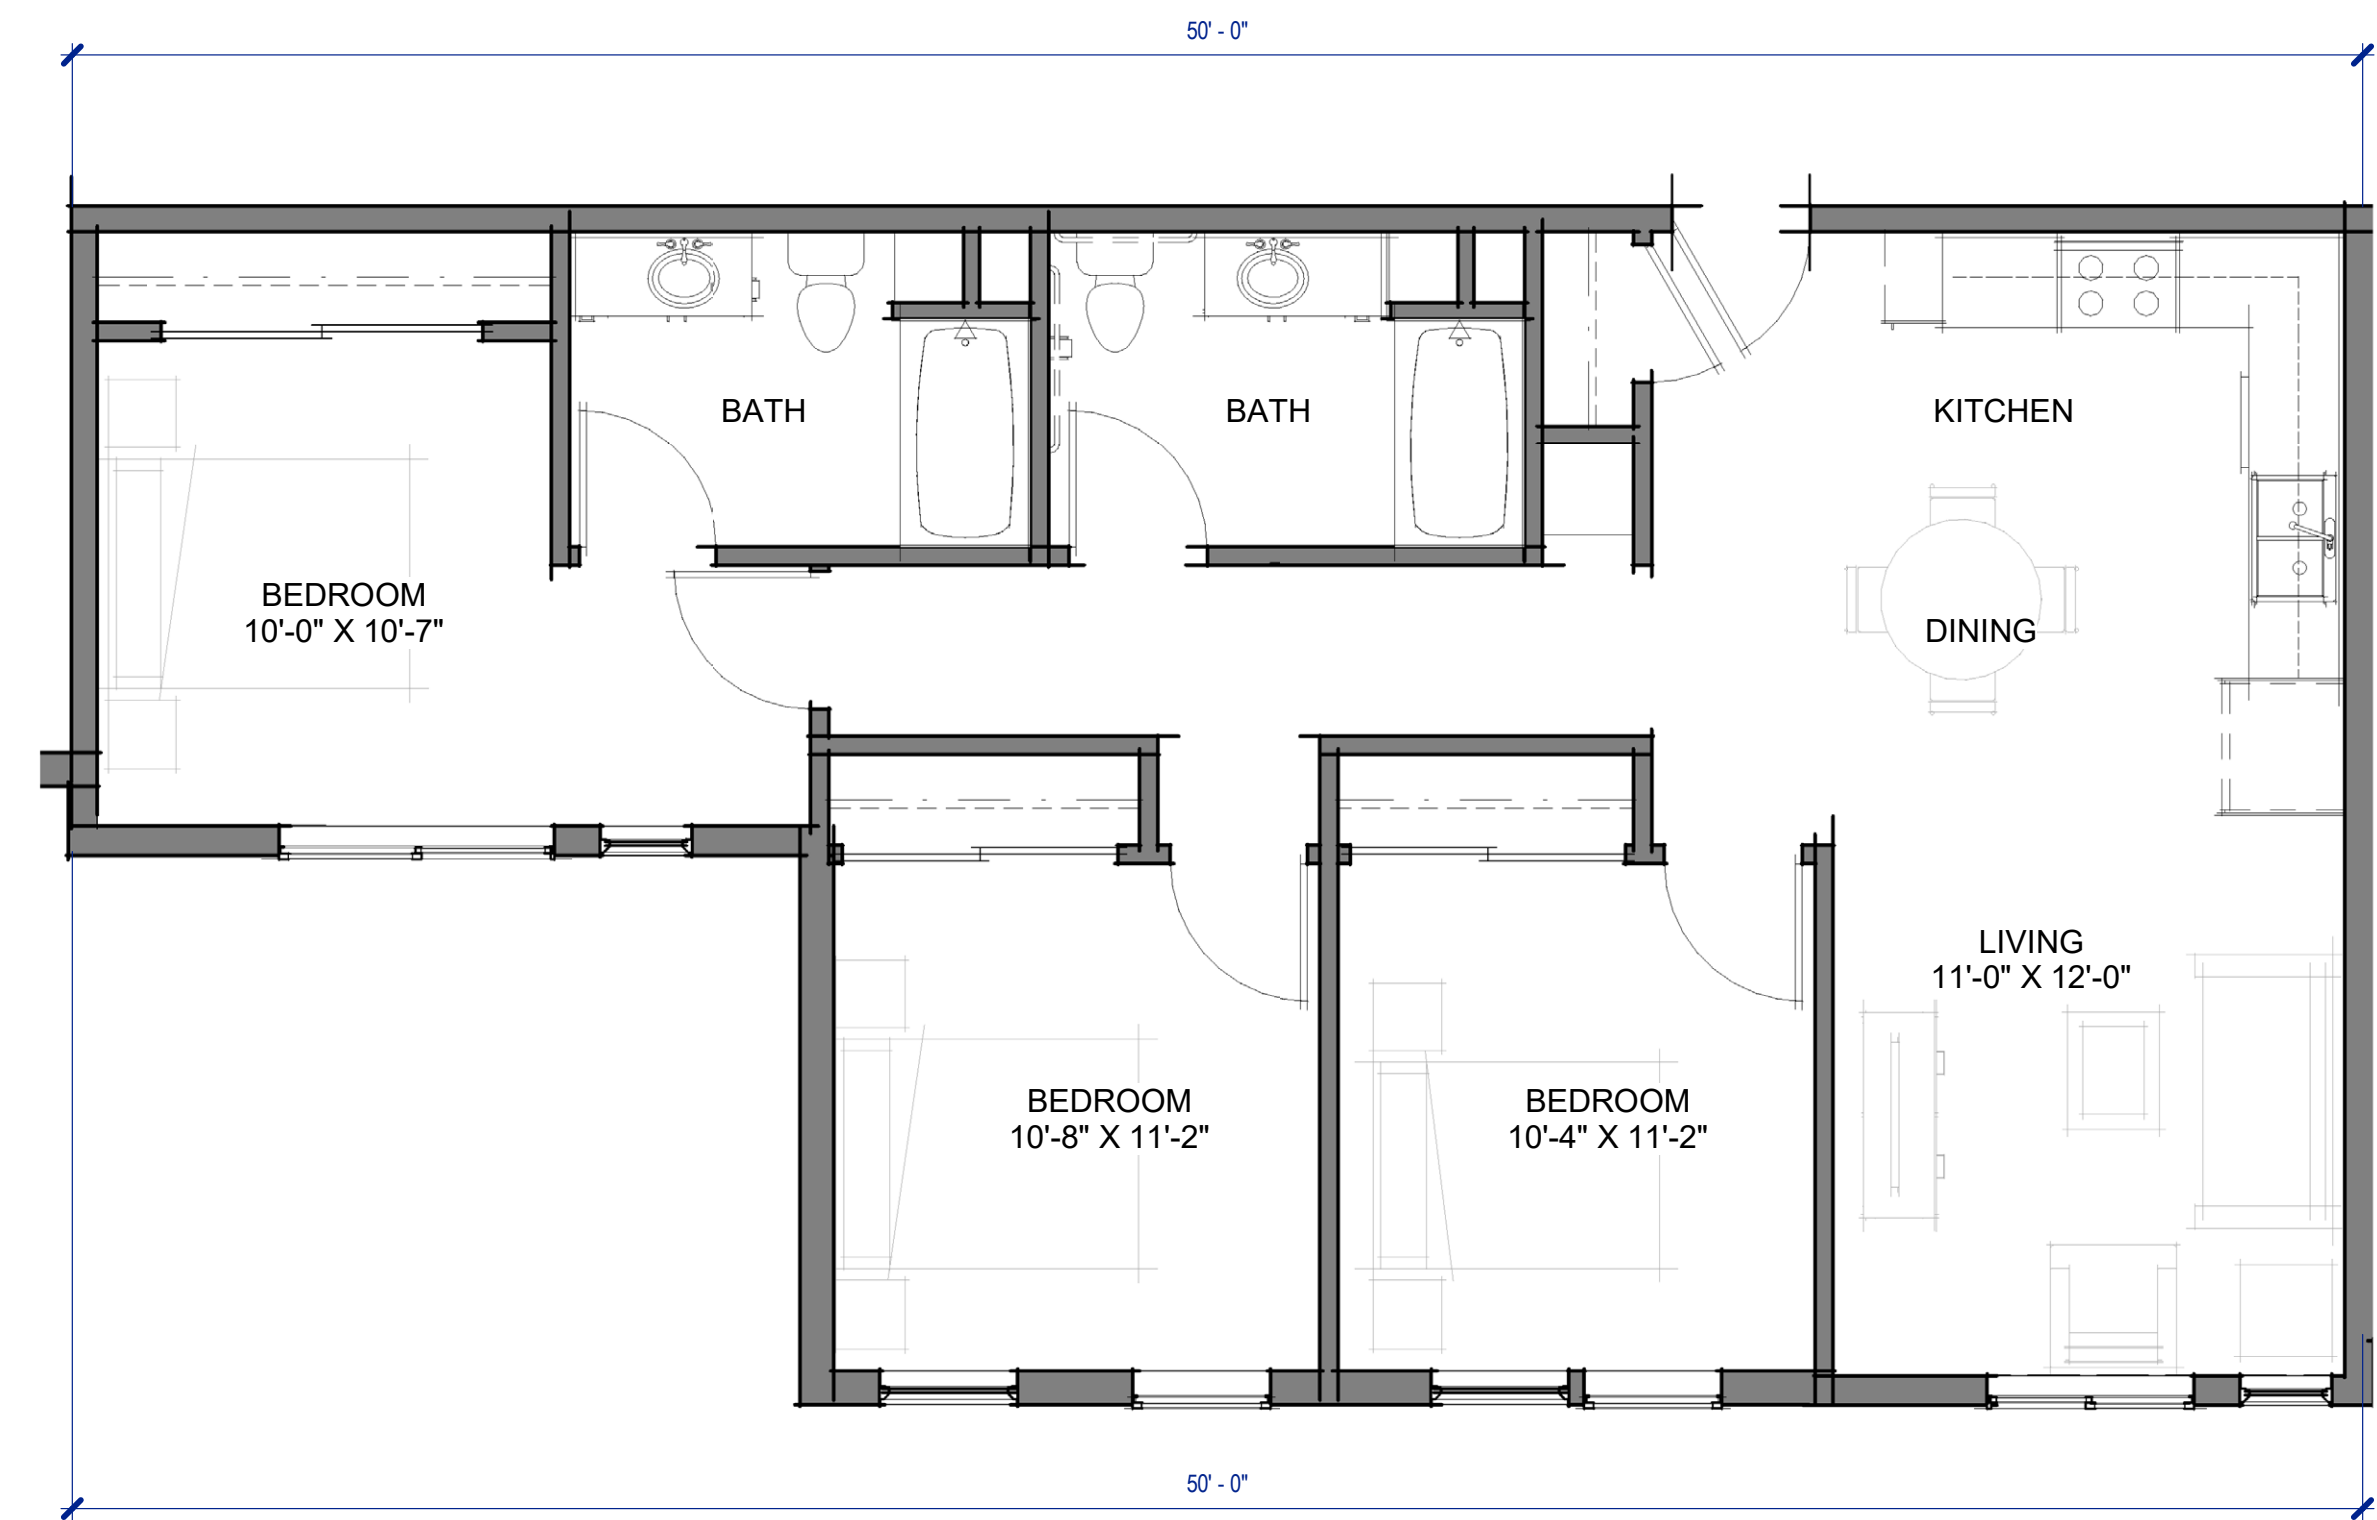 50' - 0"
BATH
BATH
KITCHEN
BEDROOM
10'-0" X 10'-7"
DINING
LIVING
11'-0" X 12'-0"
BEDROOM
10'-8" X 11'-2"
BEDROOM
10'-4" X 11'-2"
50' - 0"